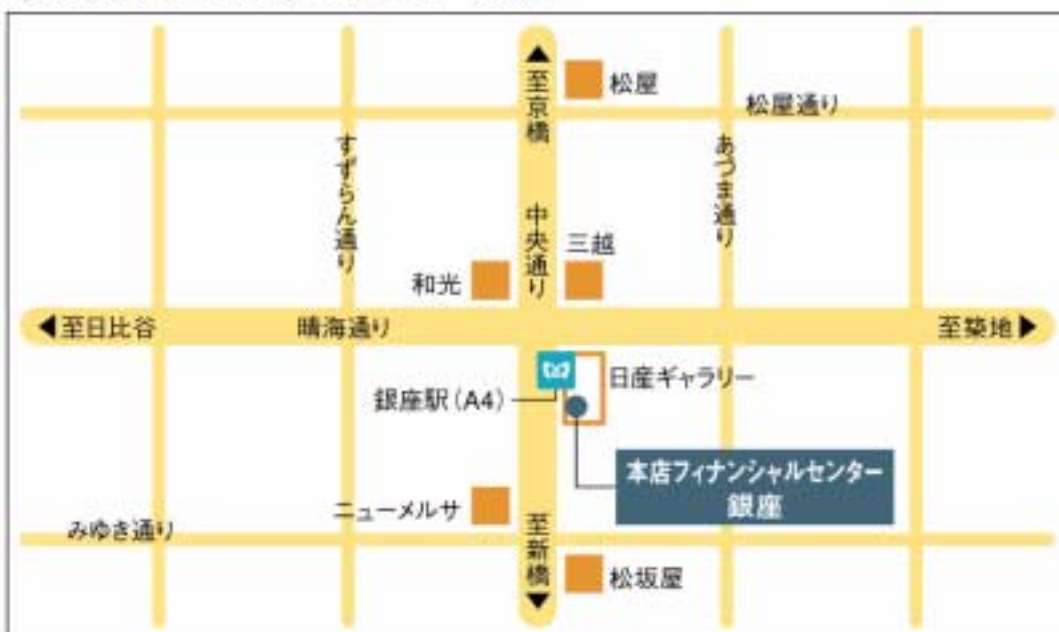 至京橋
松屋
松屋通り
すずらん通り
あづま通り
中央通り
三越
和光
至日比谷
晴海通り
至築地
日産ギャラリー
銀座駅(A4)
本店フィナンシャルセンター
銀座
ニューメルサ
みゆき通り
至新橋
松坂屋